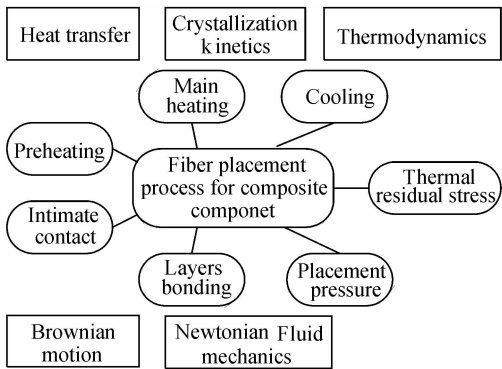 Heat transfer
Crystallization
kinetics
Thermodynamics
Main
heating
Cooling
Preheating
Fiber placement
process for composite
componet
Thermal
residual stress
Intimate
contact
Layers
bonding
Placement
pressure
Brownian
motion
Newtonian Fluid
mechanics